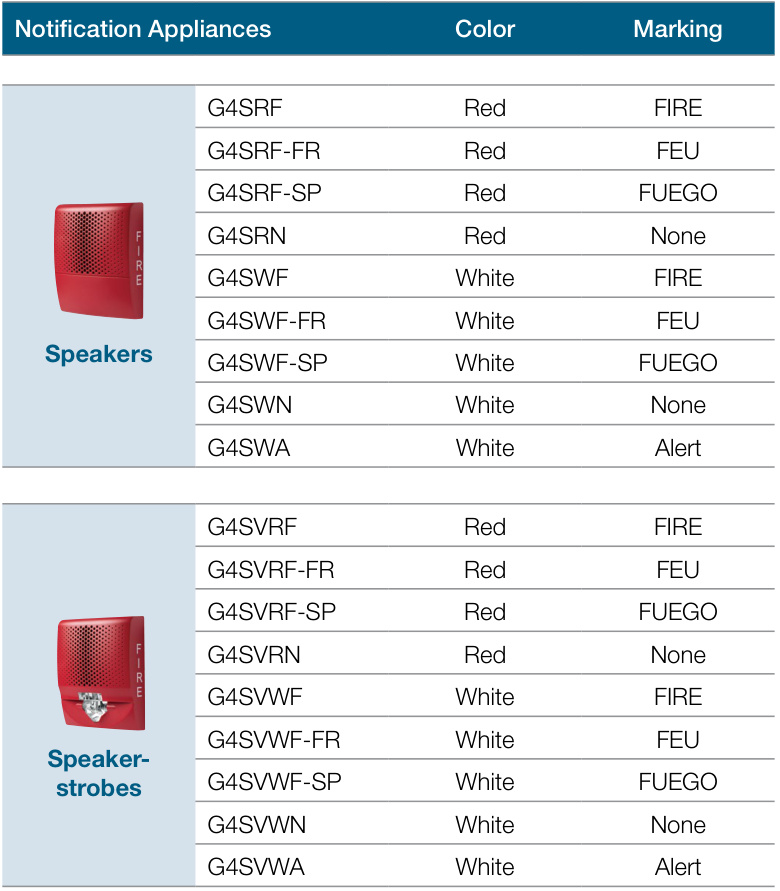 Notification Appliances Color Marking
G4SRF Red FIRE
G4SRF-FR Red FEU
G4SRF-SP Red FUEGO
G4SRN Red None
G4SWF White FIRE
G4SWF-FR White FEU
G4SWF-SP White FUEGO
G4SWN White None
G4SWA White Alert
FIRE
Speakers
G4SVRF Red FIRE
G4SVRF-FR Red FEU
G4SVRF-SP Red FUEGO
G4SVRN Red None
G4SVWF White FIRE
G4SVWF-FR White FEU
G4SVWF-SP White FUEGO
G4SVWN White None
G4SVWA White Alert
FIRE
Speaker-
strobes